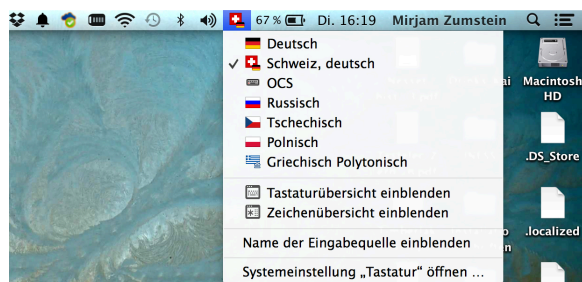 67 % Di. 16:19 Mirjam Zumstein
Deutsch
✓ Schweiz, deutsch
OCS
Russisch
Tschechisch
Polnisch
Griechisch Polytonisch
Tastaturübersicht einblenden
Zeichenübersicht einblenden
Name der Eingabequelle einblenden
Systemeinstellung „Tastatur“ öffnen ...
Macintosh
HD
.DS_Store
.localized